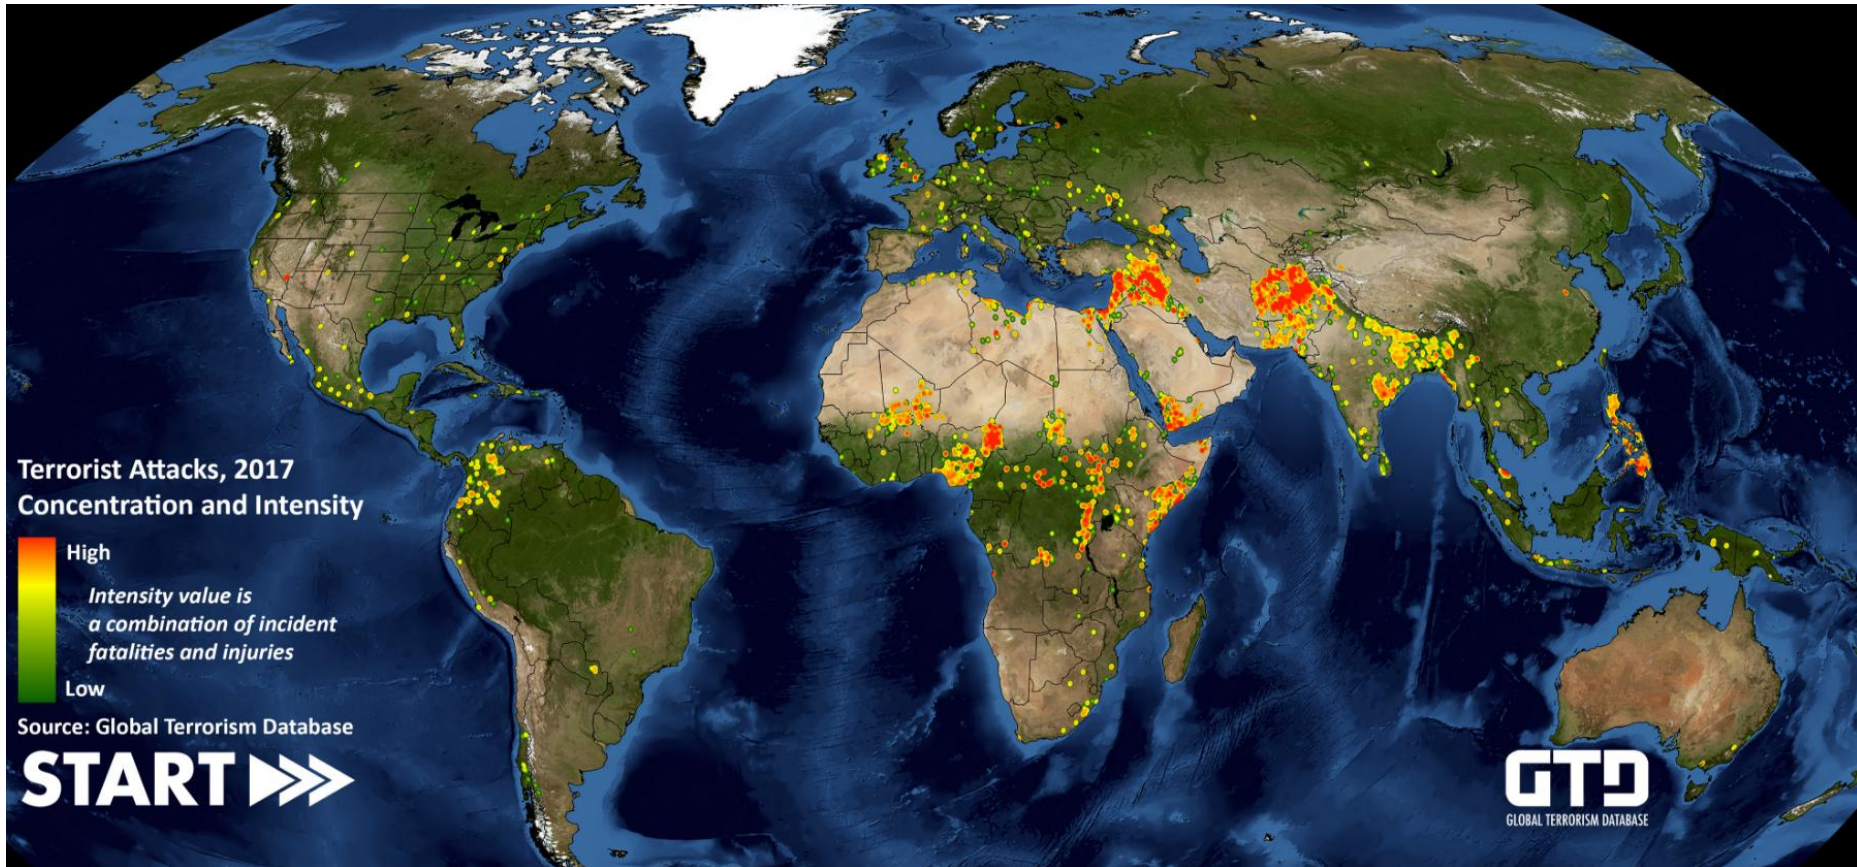 Terrorist Attacks, 2017
Concentration and Intensity
High
Intensity value is
a combination of incident
fatalities and injuries
Low
Source: Global Terrorism Database
START
GTD
GLOBAL TERRORISM DATABASE